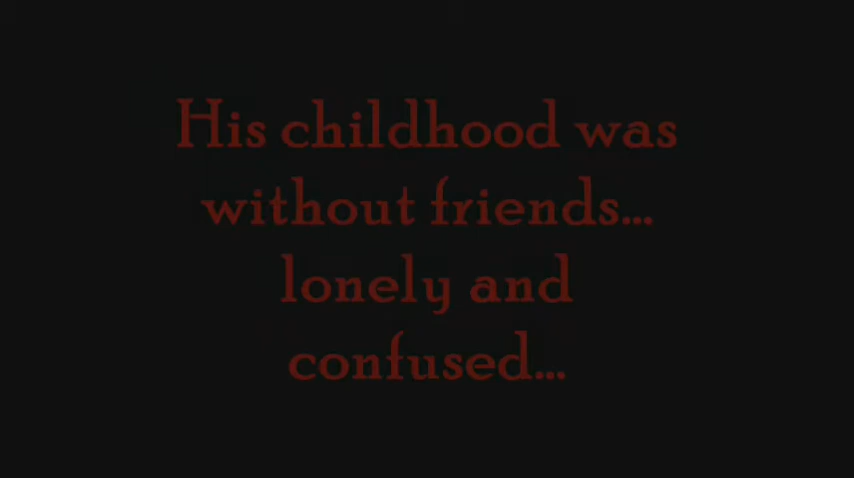 His childhood was
without friends...
lonely and
confused...